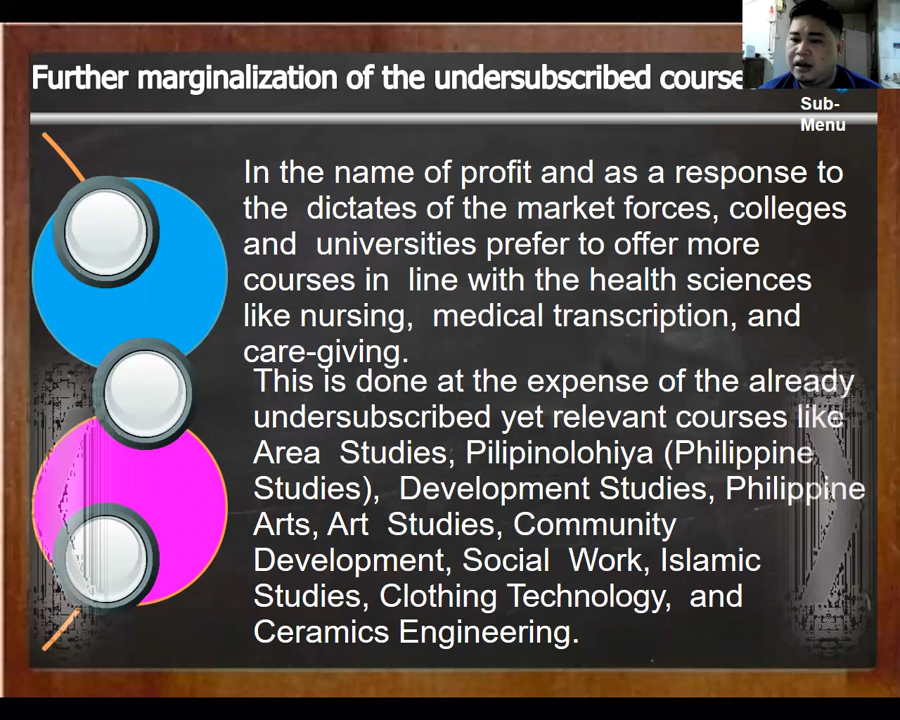 Further marginalization of the undersubscribed course
Sub-
Menu
In the name of profit and as a response to
the dictates of the market forces, colleges
and universities prefer to offer more
courses in line with the health sciences
like nursing, medical transcription, and
care-giving.
This is done at the expense of the already
undersubscribed yet relevant courses like
Area Studies, Pilipinolohiya (Philippine
Studies), Development Studies, Philippine
Arts, Art Studies, Community
Development, Social Work, Islamic
Studies, Clothing Technology, and
Ceramics Engineering.